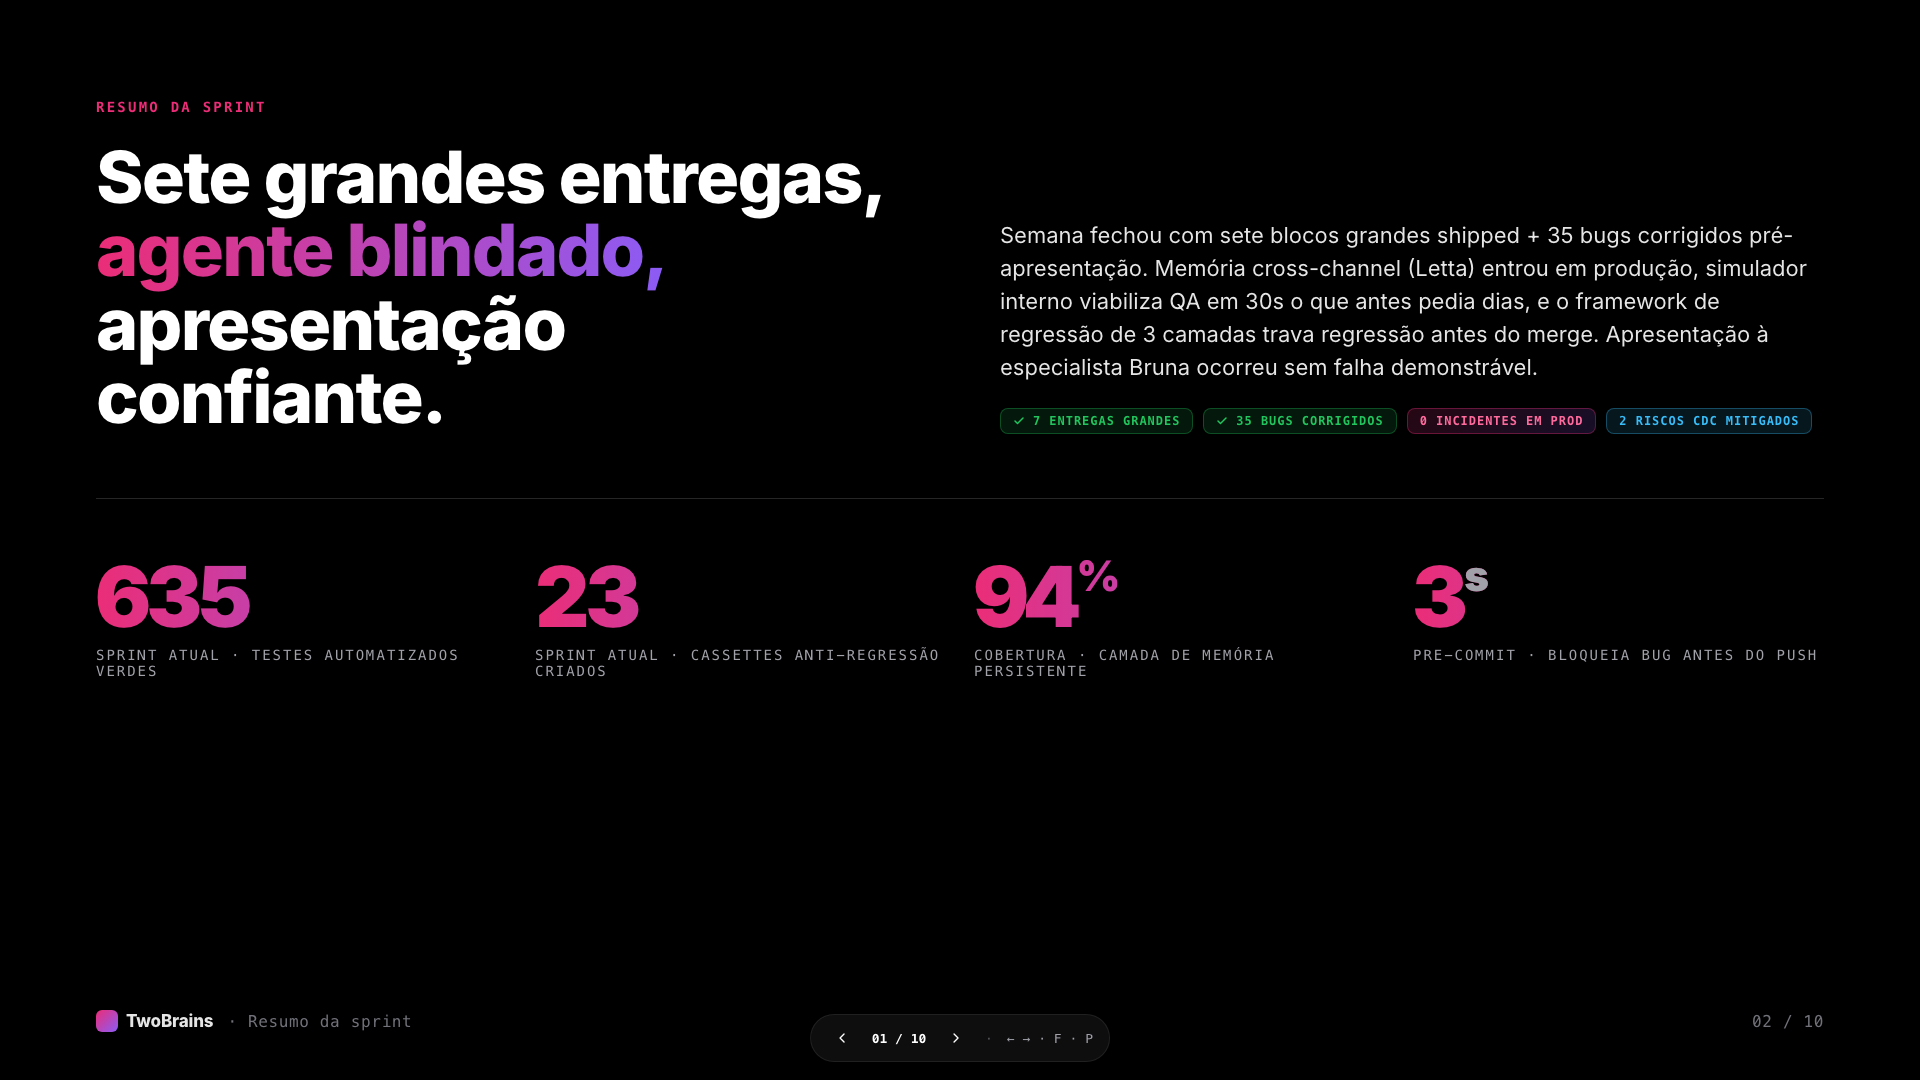 RESUMO DA SPRINT
Sete grandes entregas,
agente blindado,
apresentação
confiante.
Semana fechou com sete blocos grandes shipped + 35 bugs corrigidos pré-
apresentação. Memória cross-channel (Letta) entrou em produção, simulador
interno viabiliza QA em 30s o que antes pedia dias, e o framework de
regressão de 3 camadas trava regressão antes do merge. Apresentação à
especialista Bruna ocorreu sem falha demonstrável.
✓ 7 ENTREGAS GRANDES
✓ 35 BUGS CORRIGIDOS
0 INCIDENTES EM PROD
2 RISCOS CDC MITIGADOS
635
SPRINT ATUAL · TESTES AUTOMATIZADOS
VERDES
23
SPRINT ATUAL · CASSETTES ANTI-REGRESSÃO
CRIADOS
94%
COBERTURA · CAMADA DE MEMÓRIA
PERSISTENTE
3s
PRE-COMMIT · BLOQUEIA BUG ANTES DO PUSH
TwoBrains · Resumo da sprint
01 / 10 · ← → · F · P
02 / 10